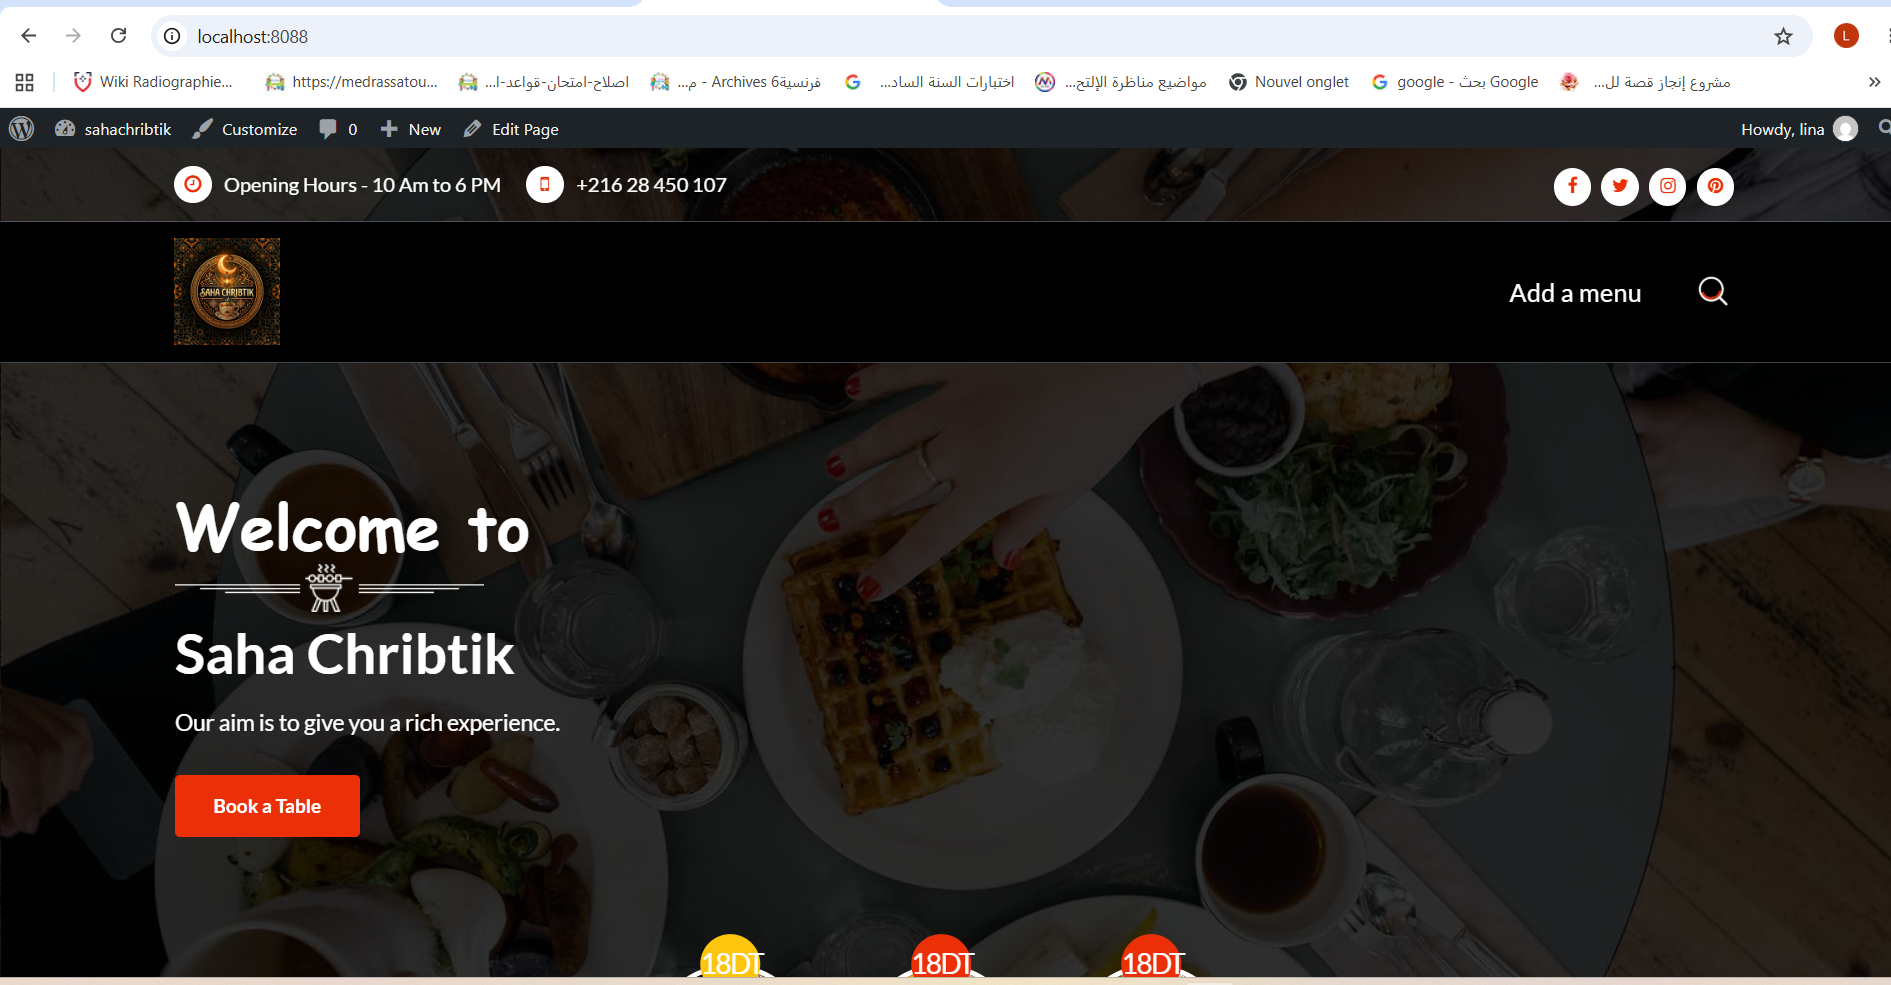 localhost:8088
L
Wiki Radiographie...
https://medrassatou...
اصلاح-امتحان-قواعد-ا...
فرنسية6 Archives - م...
اختبارات السنة الساد...
مواضيع مناظرة الإلتح...
Nouvel onglet
google - بحث Google
مشروع إنجاز قصة لل...
sahachribtik
Customize
0
New
Edit Page
Howdy, lina
Opening Hours - 10 Am to 6 PM
+216 28 450 107
SAHA CHRIBTIK
Add a menu
Welcome to
Saha Chribtik
Our aim is to give you a rich experience.
Book a Table
18DT
18DT
18DT